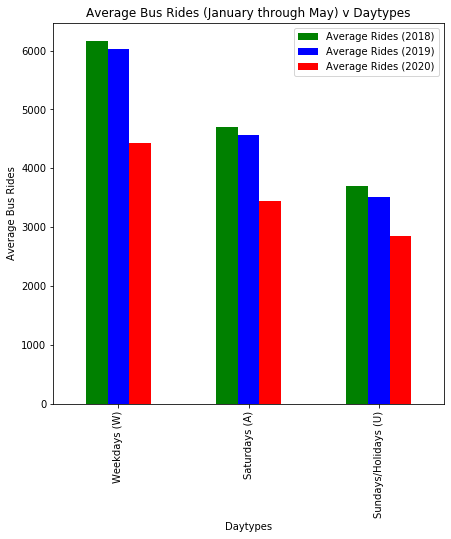 Average Bus Rides (January through May) v Daytypes
Average Rides (2018)
Average Rides (2019)
Average Rides (2020)
6000
5000
4000
3000
2000
1000
0
Average Bus Rides
Weekdays (W)
Saturdays (A)
Sundays/Holidays (U)
Daytypes